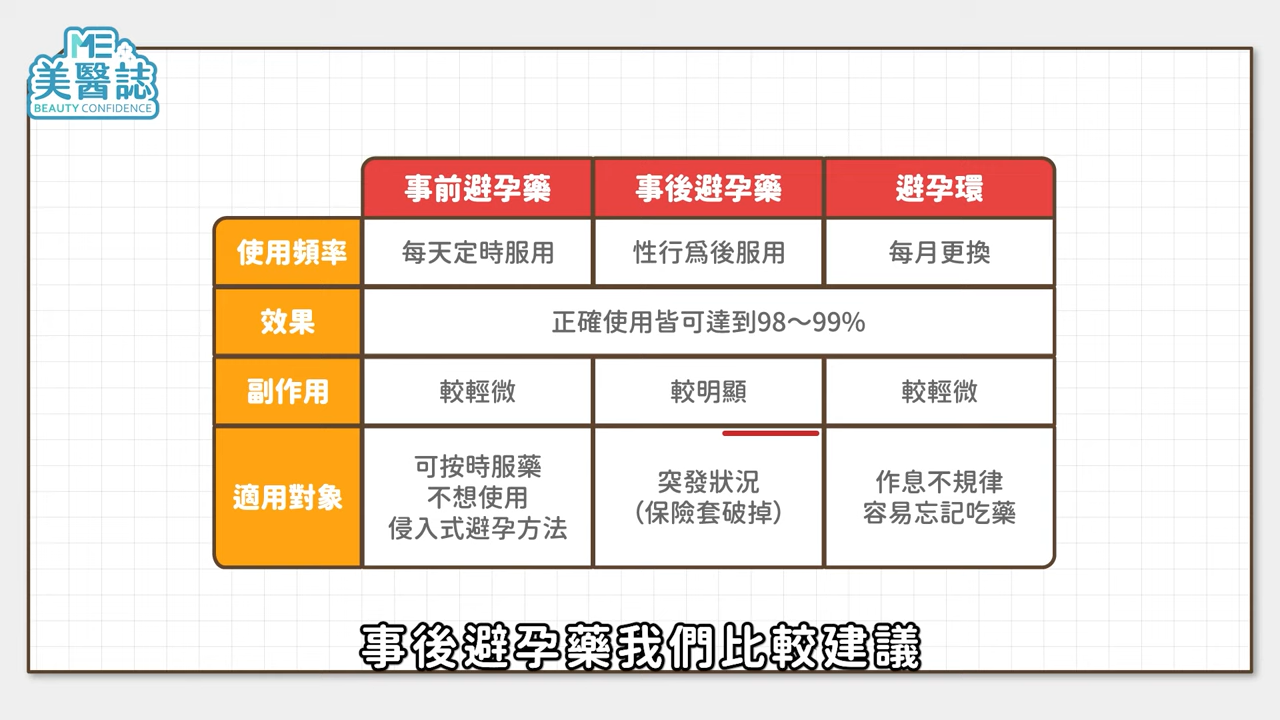 ME
美醫誌
BEAUTY CONFIDENCE
事前避孕藥 事後避孕藥 避孕環
使用頻率 每天定時服用 性行爲後服用 每月更換
效果 正確使用皆可達到98～99%
副作用 較輕微 較明顯 較輕微
適用對象
可按時服藥
不想使用
侵入式避孕方法
突發狀況
（保險套破掉）
作息不規律
容易忘記吃藥
事後避孕藥我們比較建議